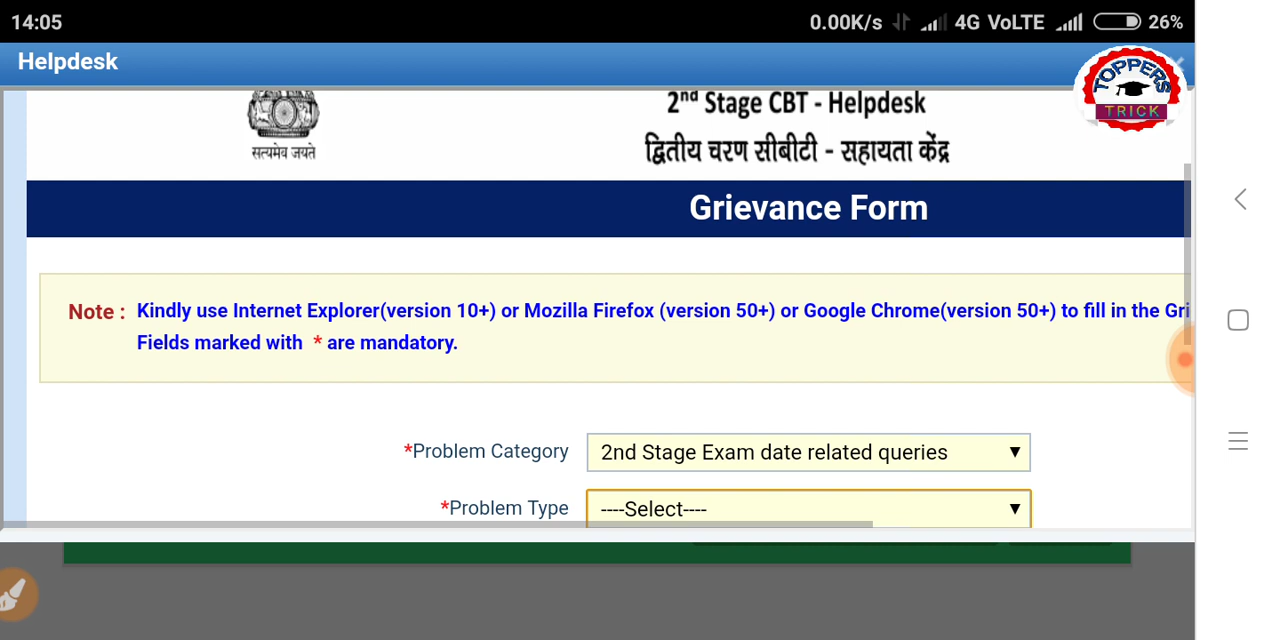 14:05
0.00K/s 4G VoLTE 26%
Helpdesk
TOPPERS
TRICK
2nd Stage CBT - Helpdesk
सत्यमेव जयते
द्वितीय चरण सीबीटी - सहायता केंद्र
Grievance Form
Note : Kindly use Internet Explorer(version 10+) or Mozilla Firefox (version 50+) or Google Chrome(version 50+) to fill in the Gri
Fields marked with * are mandatory.
*Problem Category 2nd Stage Exam date related queries
*Problem Type ----Select----